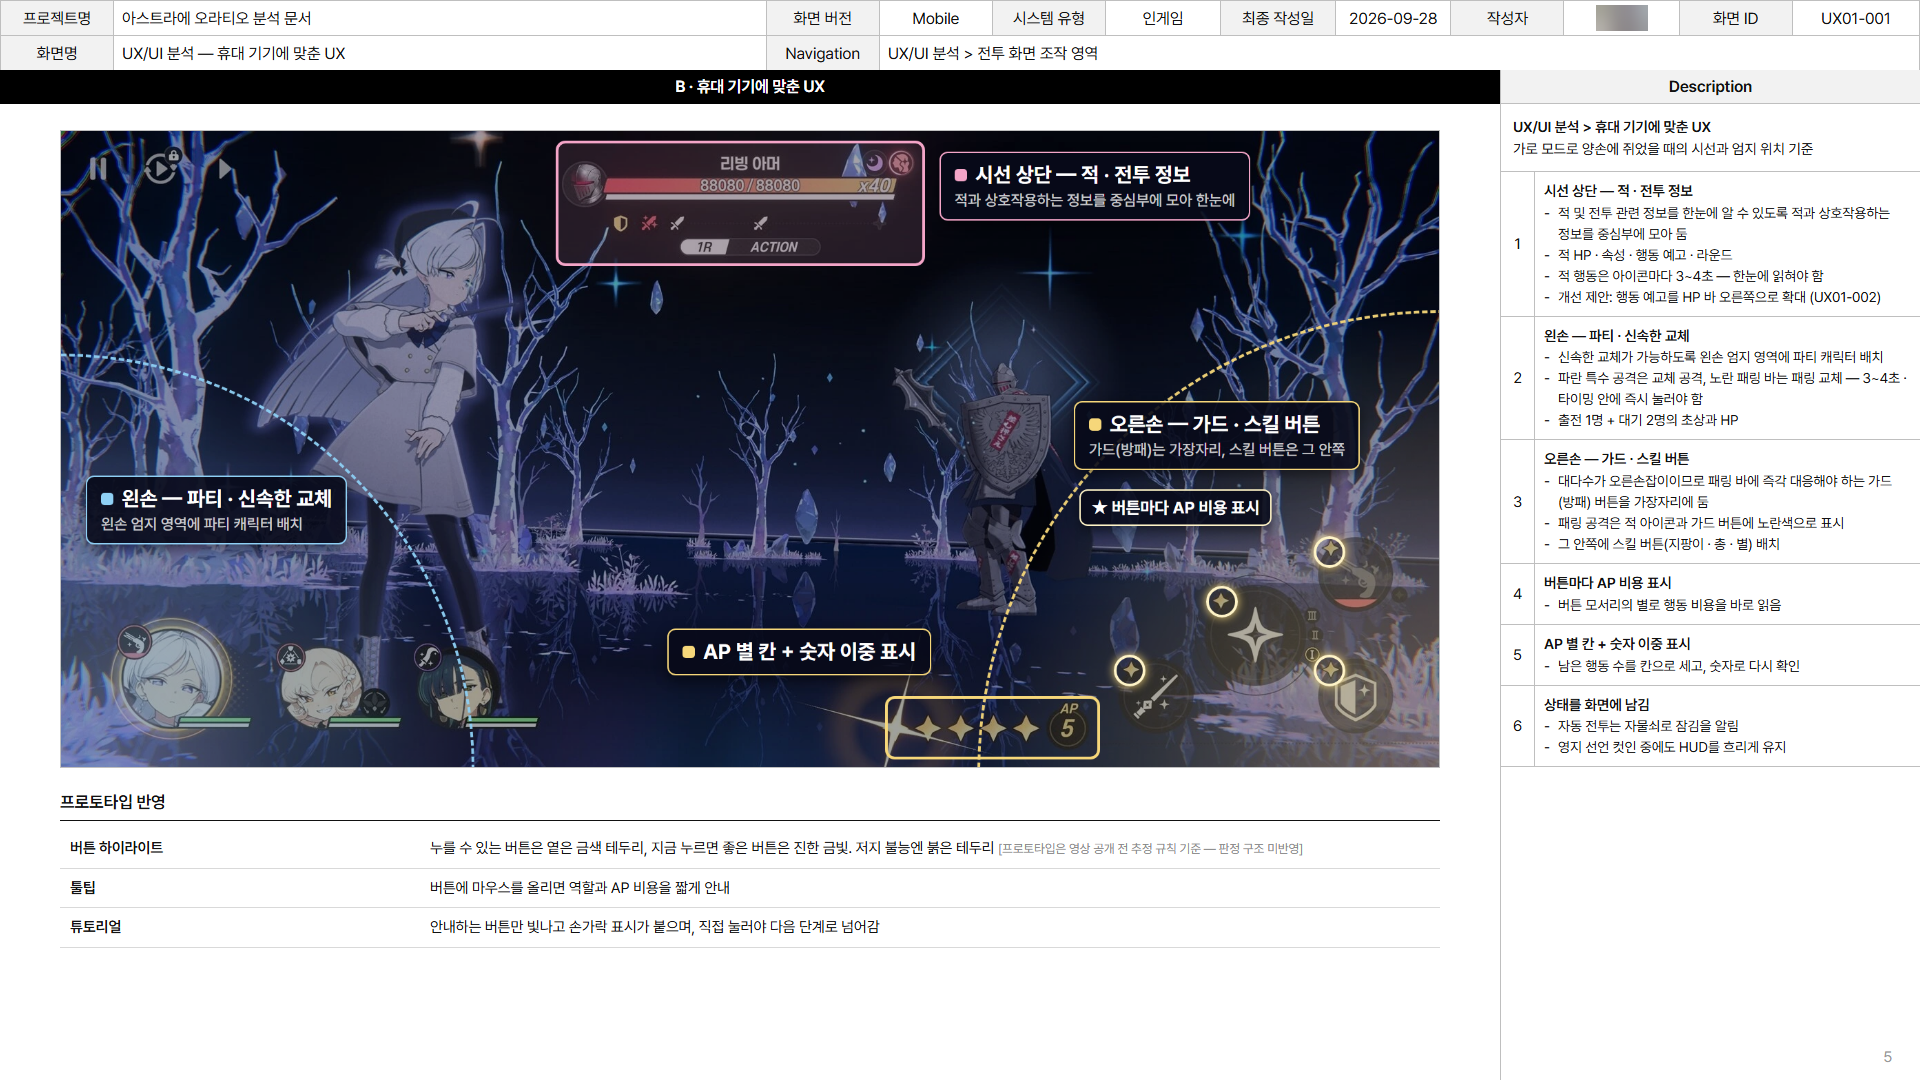 프로젝트명 아스트라에 오라티오 분석 문서 화면 버전 Mobile 시스템 유형 인게임 최종 작성일 2026-09-28 작성자 화면 ID UX01-001
화면명 UX/UI 분석 — 휴대 기기에 맞춘 UX Navigation UX/UI 분석 > 전투 화면 조작 영역
B · 휴대 기기에 맞춘 UX
리빙 아머
88080 / 88080
x40
1R ACTION
시선 상단 — 적 · 전투 정보
적과 상호작용하는 정보를 중심부에 모아 한눈에
오른손 — 가드 · 스킬 버튼
가드(방패)는 가장자리, 스킬 버튼은 그 안쪽
★ 버튼마다 AP 비용 표시
왼손 — 파티 · 신속한 교체
왼손 엄지 영역에 파티 캐릭터 배치
AP 별 칸 + 숫자 이중 표시
AP
5
III
II
I
프로토타입 반영
버튼 하이라이트 누를 수 있는 버튼은 옅은 금색 테두리, 지금 누르면 좋은 버튼은 진한 금빛. 저지 불능엔 붉은 테두리 [프로토타입은 영상 공개 전 추정 규칙 기준 — 판정 구조 미반영]
툴팁 버튼에 마우스를 올리면 역할과 AP 비용을 짧게 안내
튜토리얼 안내하는 버튼만 빛나고 손가락 표시가 붙으며, 직접 눌러야 다음 단계로 넘어감
Description
UX/UI 분석 > 휴대 기기에 맞춘 UX
가로 모드로 양손에 쥐었을 때의 시선과 엄지 위치 기준
1
시선 상단 — 적 · 전투 정보
- 적 및 전투 관련 정보를 한눈에 알 수 있도록 적과 상호작용하는
정보를 중심부에 모아 둠
- 적 HP · 속성 · 행동 예고 · 라운드
- 적 행동은 아이콘마다 3~4초 — 한눈에 읽혀야 함
- 개선 제안: 행동 예고를 HP 바 오른쪽으로 확대 (UX01-002)
2
왼손 — 파티 · 신속한 교체
- 신속한 교체가 가능하도록 왼손 엄지 영역에 파티 캐릭터 배치
- 파란 특수 공격은 교체 공격, 노란 패링 바는 패링 교체 — 3~4초 ·
타이밍 안에 즉시 눌러야 함
- 출전 1명 + 대기 2명의 초상과 HP
3
오른손 — 가드 · 스킬 버튼
- 대다수가 오른손잡이이므로 패링 바에 즉각 대응해야 하는 가드
(방패) 버튼을 가장자리에 둠
- 패링 공격은 적 아이콘과 가드 버튼에 노란색으로 표시
- 그 안쪽에 스킬 버튼(지팡이 · 총 · 별) 배치
4
버튼마다 AP 비용 표시
- 버튼 모서리의 별로 행동 비용을 바로 읽음
5
AP 별 칸 + 숫자 이중 표시
- 남은 행동 수를 칸으로 세고, 숫자로 다시 확인
6
상태를 화면에 남김
- 자동 전투는 자물쇠로 잠김을 알림
- 영지 선언 컷인 중에도 HUD를 흐리게 유지
5